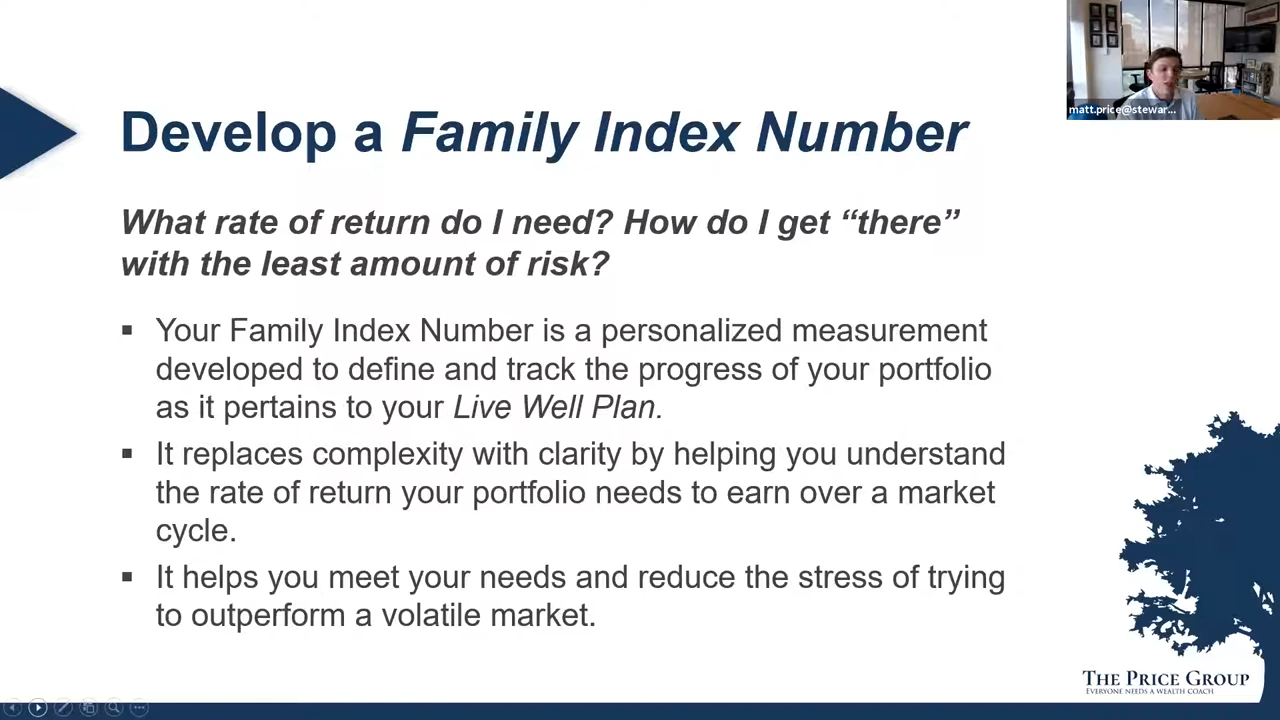 matt.price@stewar...
Develop a Family Index Number
What rate of return do I need? How do I get “there”
with the least amount of risk?
▪ Your Family Index Number is a personalized measurement
developed to define and track the progress of your portfolio
as it pertains to your Live Well Plan.
▪ It replaces complexity with clarity by helping you understand
the rate of return your portfolio needs to earn over a market
cycle.
▪ It helps you meet your needs and reduce the stress of trying
to outperform a volatile market.
THE PRICE GROUP
EVERYONE NEEDS A WEALTH COACH